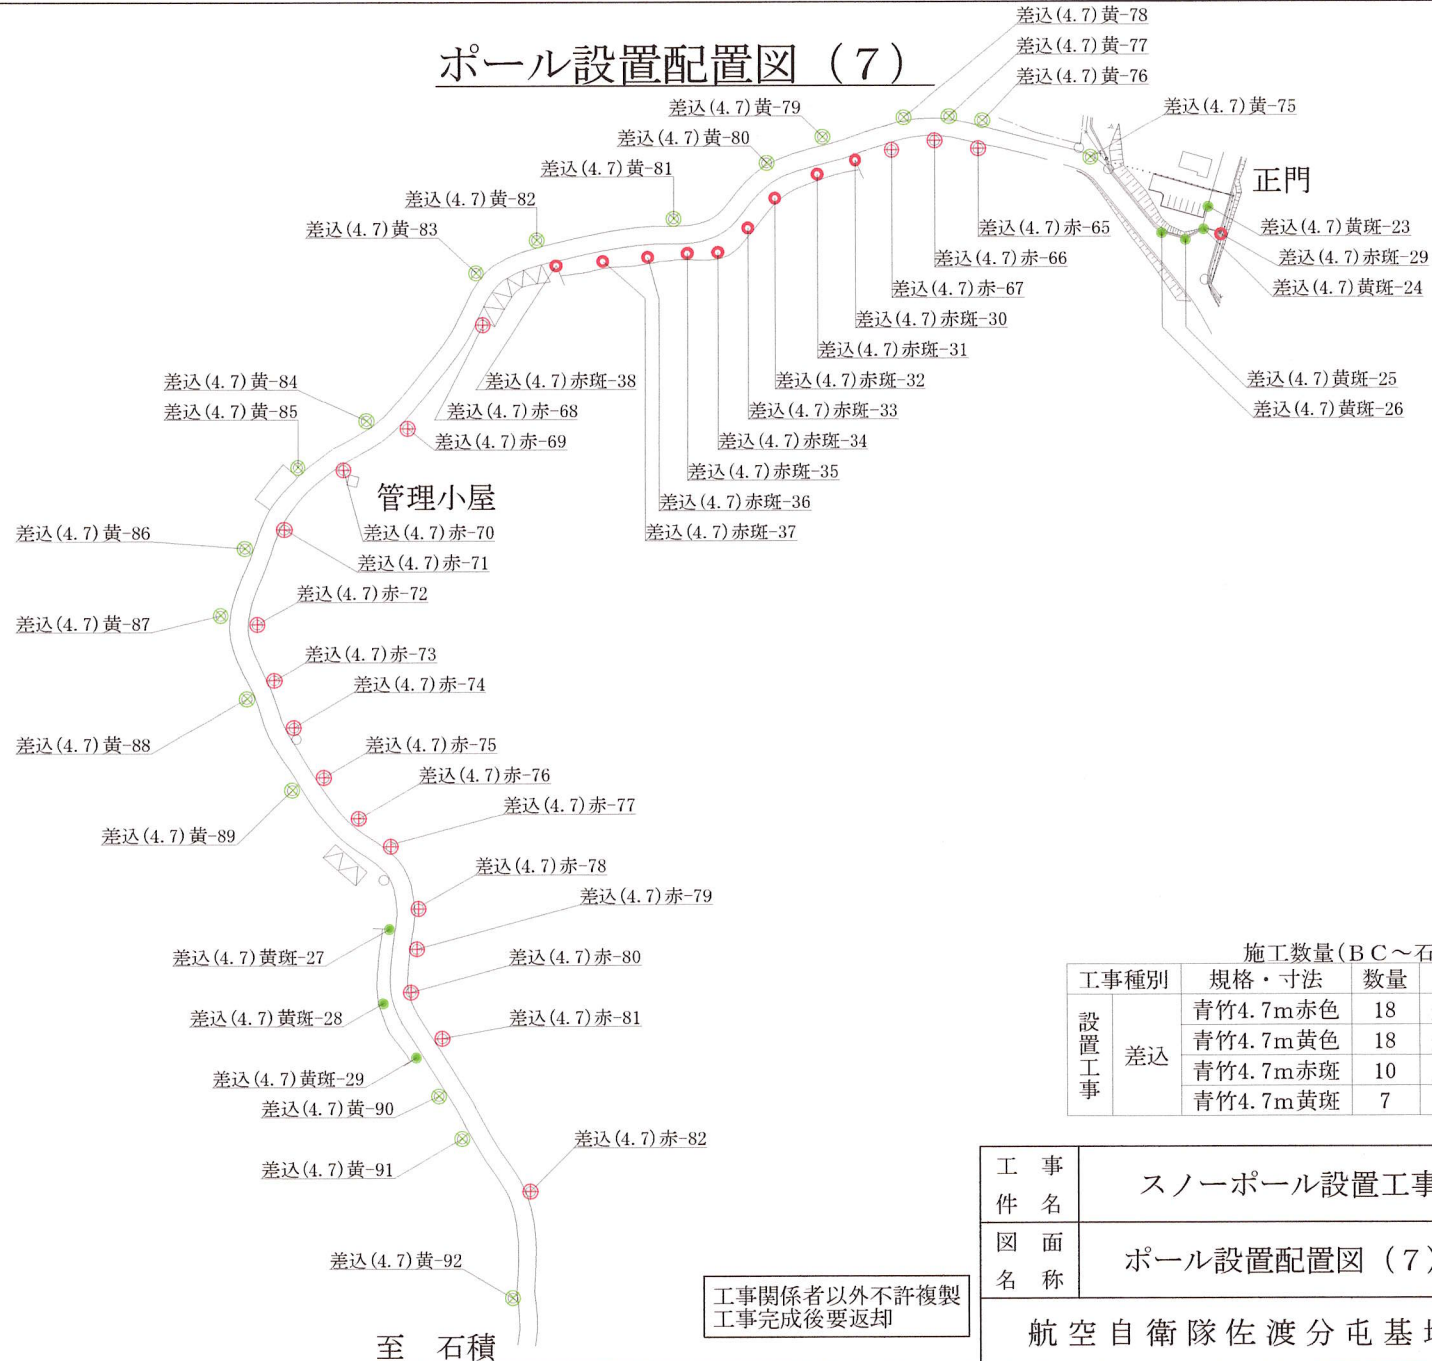 ポール設置配置図（７）
差込(4.7)黄-78
差込(4.7)黄-77
差込(4.7)黄-76
差込(4.7)黄-75
差込(4.7)黄-79
差込(4.7)黄-80
差込(4.7)黄-81
差込(4.7)黄-82
差込(4.7)黄-83
正門
差込(4.7)黄斑-23
差込(4.7)赤斑-29
差込(4.7)黄斑-24
差込(4.7)黄斑-25
差込(4.7)黄斑-26
差込(4.7)赤-65
差込(4.7)赤-66
差込(4.7)赤-67
差込(4.7)赤斑-30
差込(4.7)赤斑-31
差込(4.7)赤斑-32
差込(4.7)赤斑-33
差込(4.7)赤斑-34
差込(4.7)赤斑-35
差込(4.7)赤斑-36
差込(4.7)赤斑-37
差込(4.7)赤斑-38
差込(4.7)赤-68
差込(4.7)赤-69
差込(4.7)黄-84
差込(4.7)黄-85
管理小屋
差込(4.7)赤-70
差込(4.7)赤-71
差込(4.7)黄-86
差込(4.7)赤-72
差込(4.7)黄-87
差込(4.7)赤-73
差込(4.7)赤-74
差込(4.7)黄-88
差込(4.7)赤-75
差込(4.7)赤-76
差込(4.7)赤-77
差込(4.7)黄-89
差込(4.7)赤-78
差込(4.7)赤-79
差込(4.7)黄斑-27
差込(4.7)赤-80
差込(4.7)黄斑-28
差込(4.7)赤-81
差込(4.7)黄斑-29
差込(4.7)黄-90
差込(4.7)赤-82
差込(4.7)黄-91
差込(4.7)黄-92
至　石積
施工数量(ＢＣ～石
工事種別 規格・寸法 数量
設置工事 差込 青竹4.7m赤色 18
青竹4.7m黄色 18
青竹4.7m赤斑 10
青竹4.7m黄斑 7
工事件名 スノーポール設置工事
図面名称 ポール設置配置図（７）
航空自衛隊佐渡分屯基地
工事関係者以外不許複製
工事完成後要返却